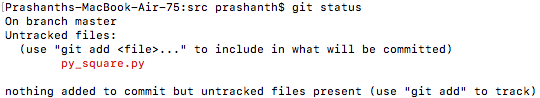 [Prashanths-MacBook-Air-75:src prashanth$ git status
On branch master
Untracked files:
  (use "git add <file>..." to include in what will be committed)
        py_square.py
nothing added to commit but untracked files present (use "git add" to track)